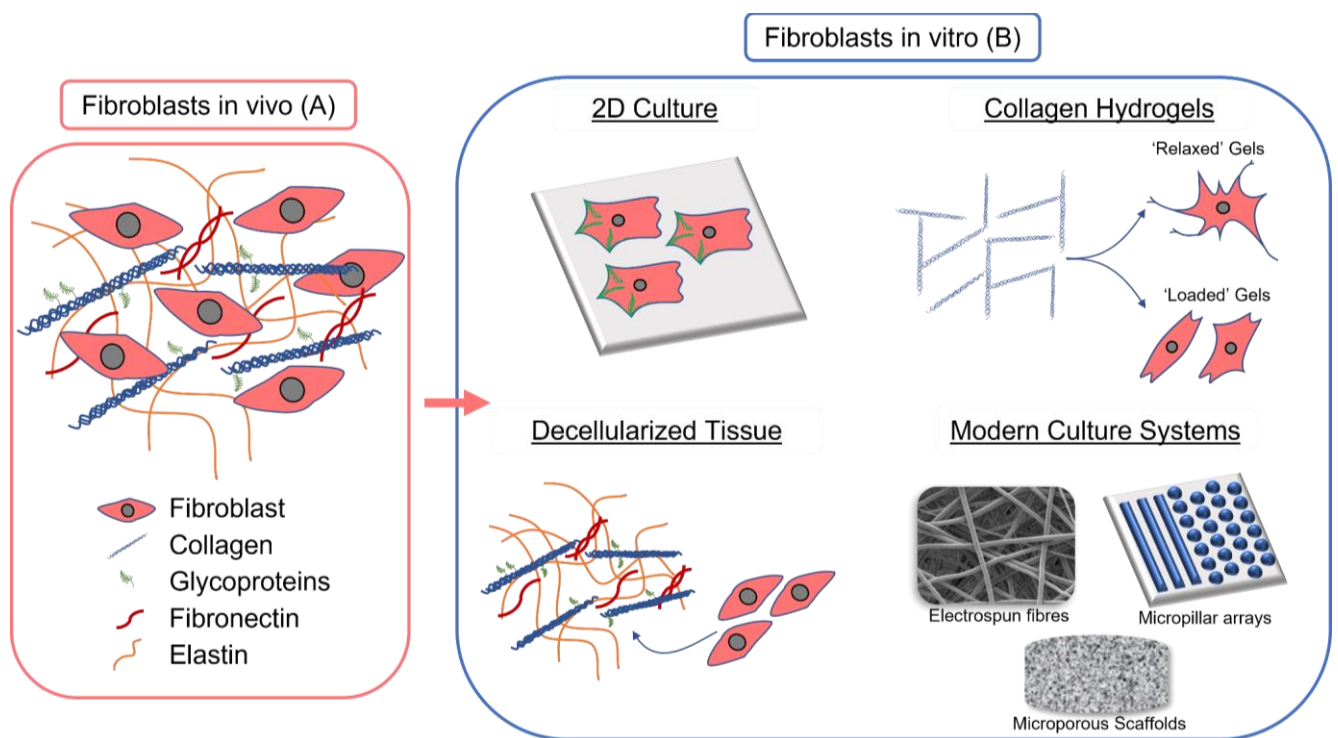 Fibroblasts in vivo (A)
Fibroblast
Collagen
Glycoproteins
Fibronectin
Elastin
Fibroblasts in vitro (B)
2D Culture
Collagen Hydrogels
'Relaxed' Gels
'Loaded' Gels
Decellularized Tissue
Modern Culture Systems
Electrospun fibres
Micropillar arrays
Microporous Scaffolds